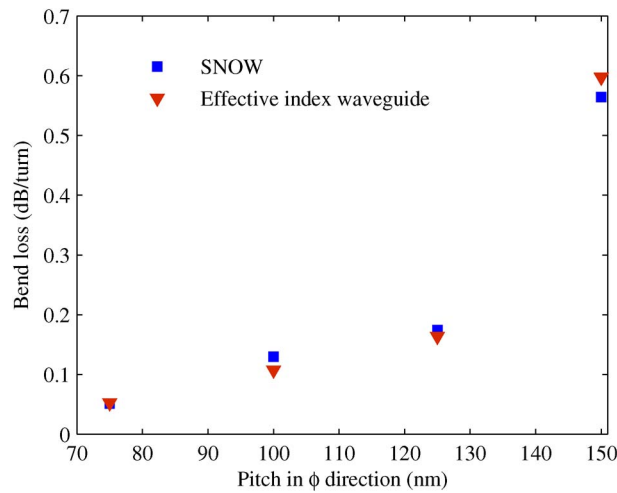 0.7
0.6
0.5
0.4
0.3
0.2
0.1
0
Bend loss (dB/turn)
SNOW
Effective index waveguide
70 80 90 100 110 120 130 140 150
Pitch in ϕ direction (nm)